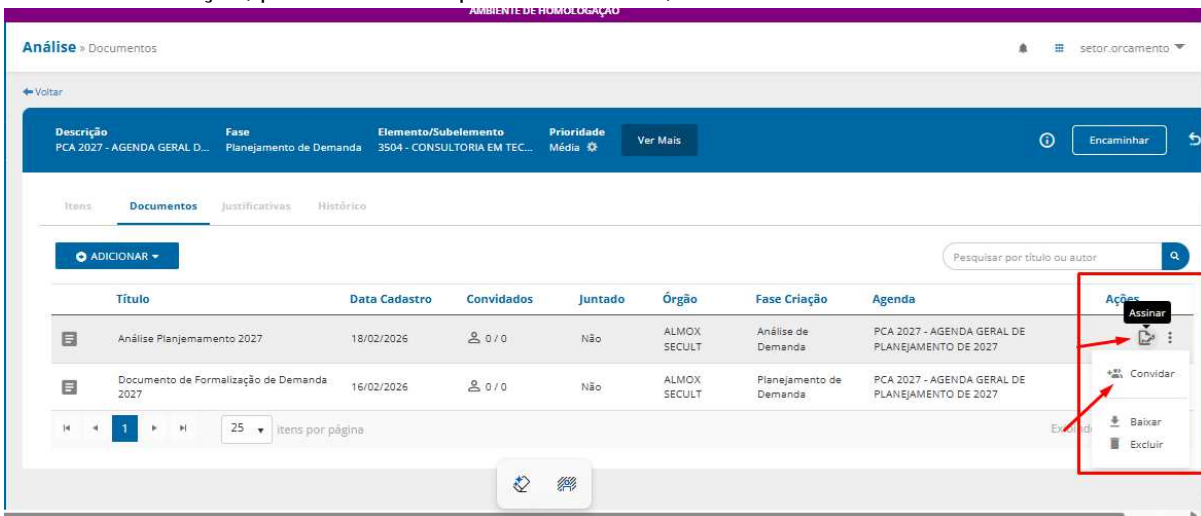 AMBIENTE DE HOMOLOGAÇÃO
Análise » Documentos
setor.orcamento
Voltar
Descrição Fase Elemento/Subelemento Prioridade
PCA 2027 - AGENDA GERAL D... Planejamento de Demanda 3504 - CONSULTORIA EM TEC... Média
Ver Mais
Encaminhar
Itens Documentos Justificativas Histórico
ADICIONAR
Pesquisar por título ou autor
Título Data Cadastro Convidados Juntado Órgão Fase Criação Agenda Ações
Assinar
Análise Planjemamento 2027 18/02/2026 0 / 0 Não ALMOX SECULT Análise de Demanda PCA 2027 - AGENDA GERAL DE PLANEJAMENTO DE 2027
Convidar
Documento de Formalização de Demanda 2027 16/02/2026 0 / 0 Não ALMOX SECULT Planejamento de Demanda PCA 2027 - AGENDA GERAL DE PLANEJAMENTO DE 2027
1 25 itens por página
Baixar
Excluir